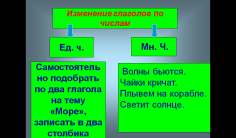 Изменение глаголов по
числам
Ед. ч.
Мн. Ч.
Самостоятель
но подобрать
по два глагола
на тему
«Море»,
записать в два
столбика
Волны бьются.
Чайки кричат.
Плывем на корабле.
Светит солнце.